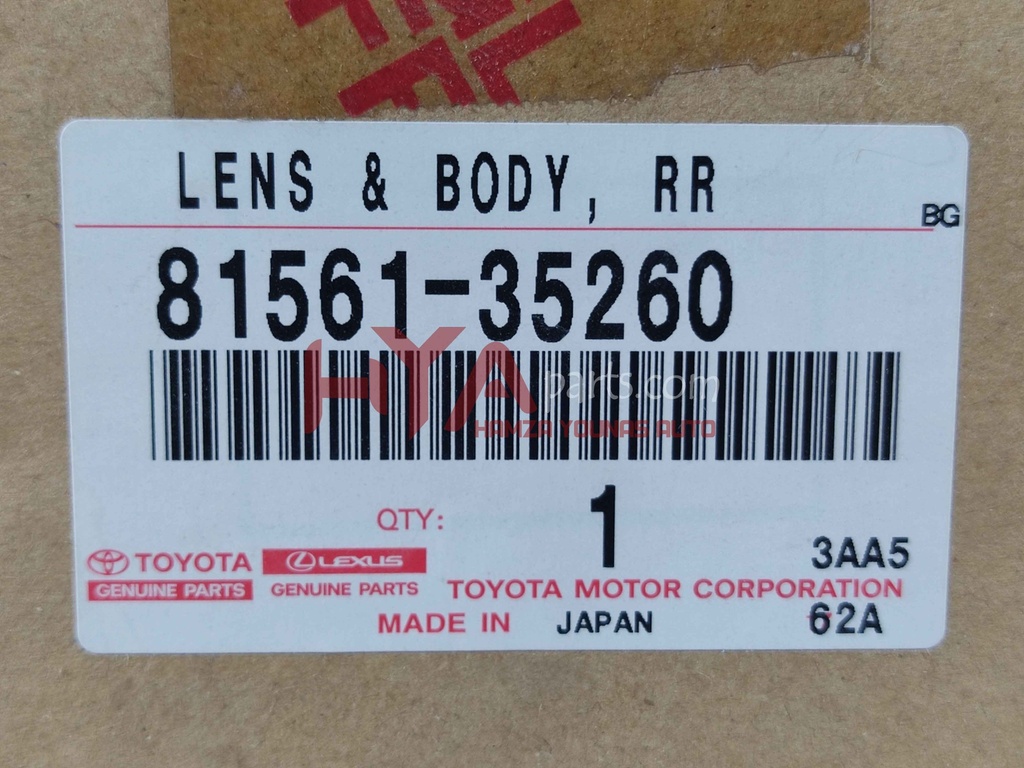 LENS & BODY, RR
BG
81561-35260
HYA parts.com
HAMZA YOUNAS AUTO
QTY: 1
TOYOTA LEXUS 3AA5
GENUINE PARTS GENUINE PARTS TOYOTA MOTOR CORPORATION
MADE IN JAPAN 62A